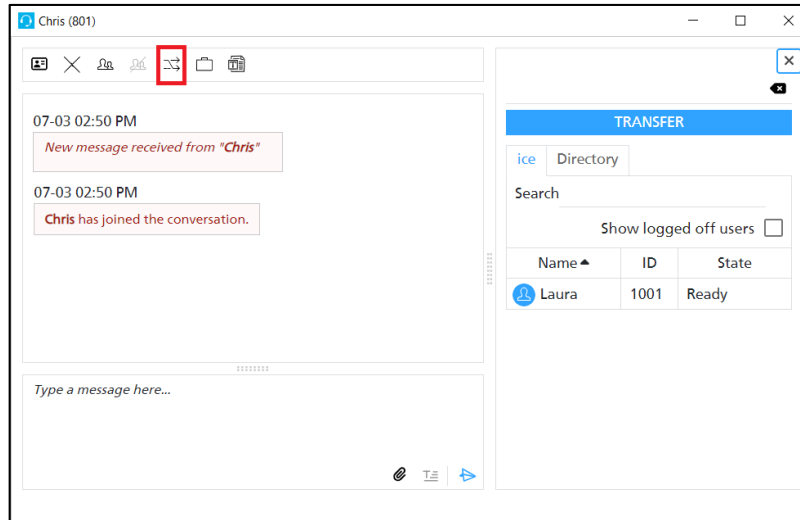 Chris (801)
07-03 02:50 PM
New message received from "Chris"
07-03 02:50 PM
Chris has joined the conversation.
Type a message here...
TRANSFER
ice Directory
Search
Show logged off users
Name ID State
Laura 1001 Ready